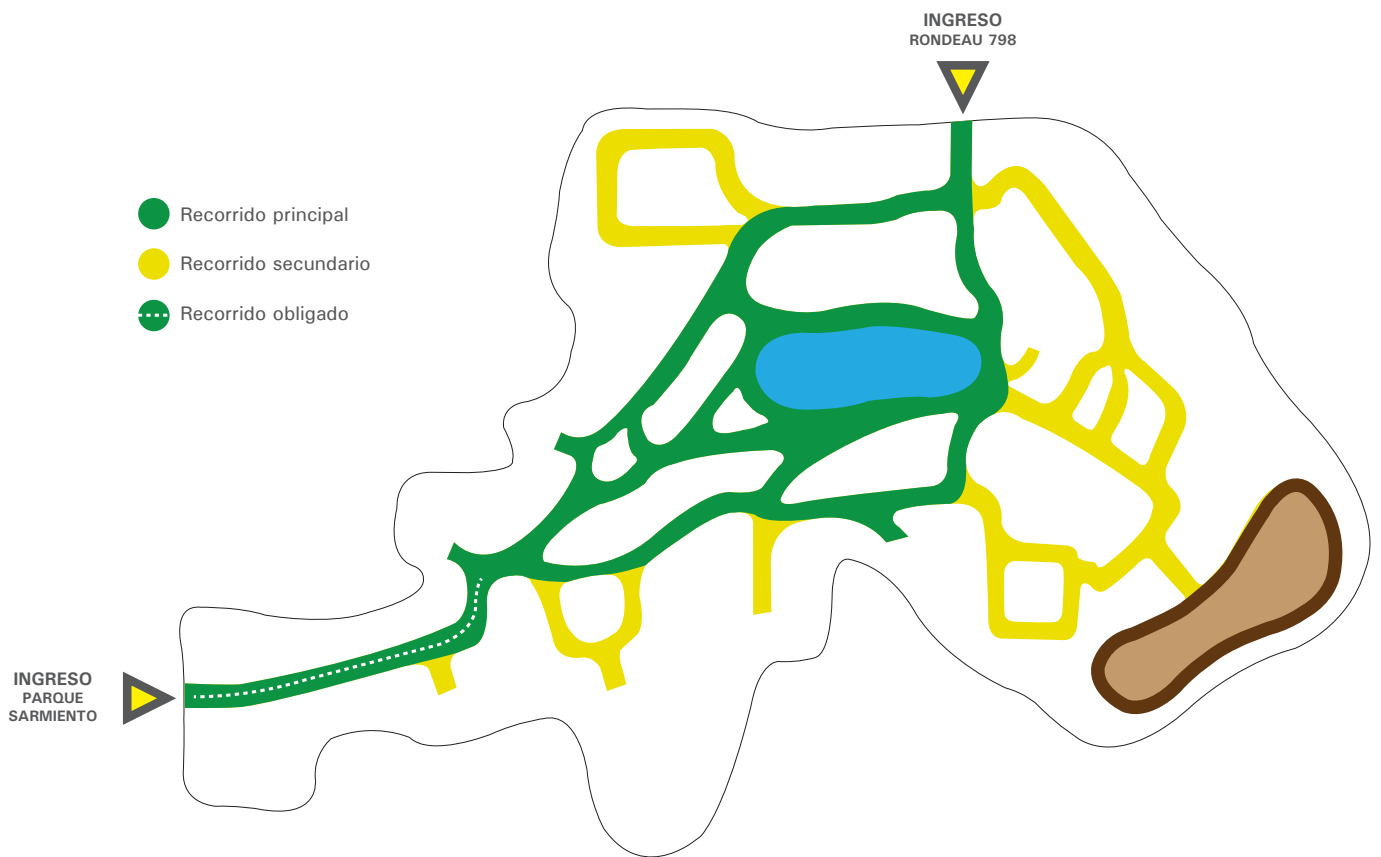 INGRESO
RONDEAU 798
Recorrido principal
Recorrido secundario
Recorrido obligado
INGRESO
PARQUE
SARMIENTO